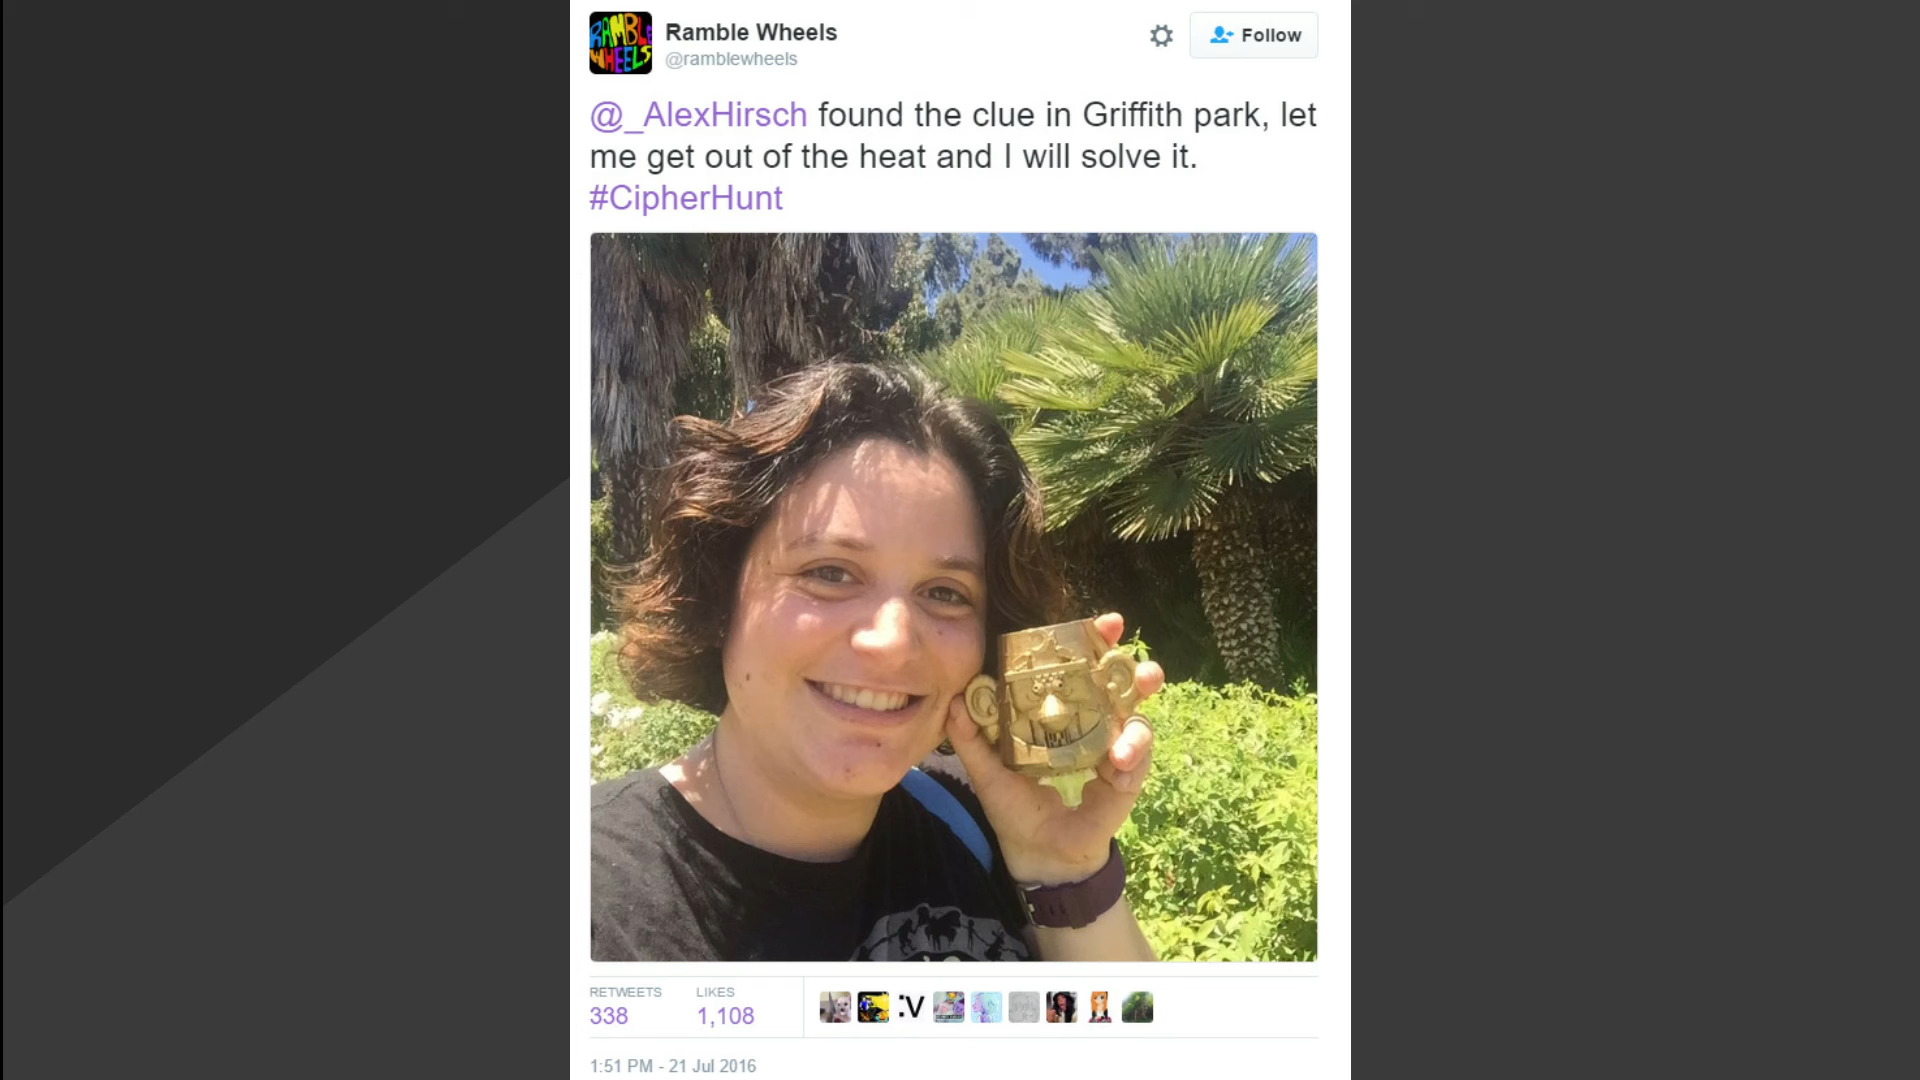 RAMBLE
WHEELS
Ramble Wheels
@ramblewheels
Follow
@_AlexHirsch found the clue in Griffith park, let
me get out of the heat and I will solve it.
#CipherHunt
RETWEETS
338
LIKES
1,108
:V
1:51 PM - 21 Jul 2016